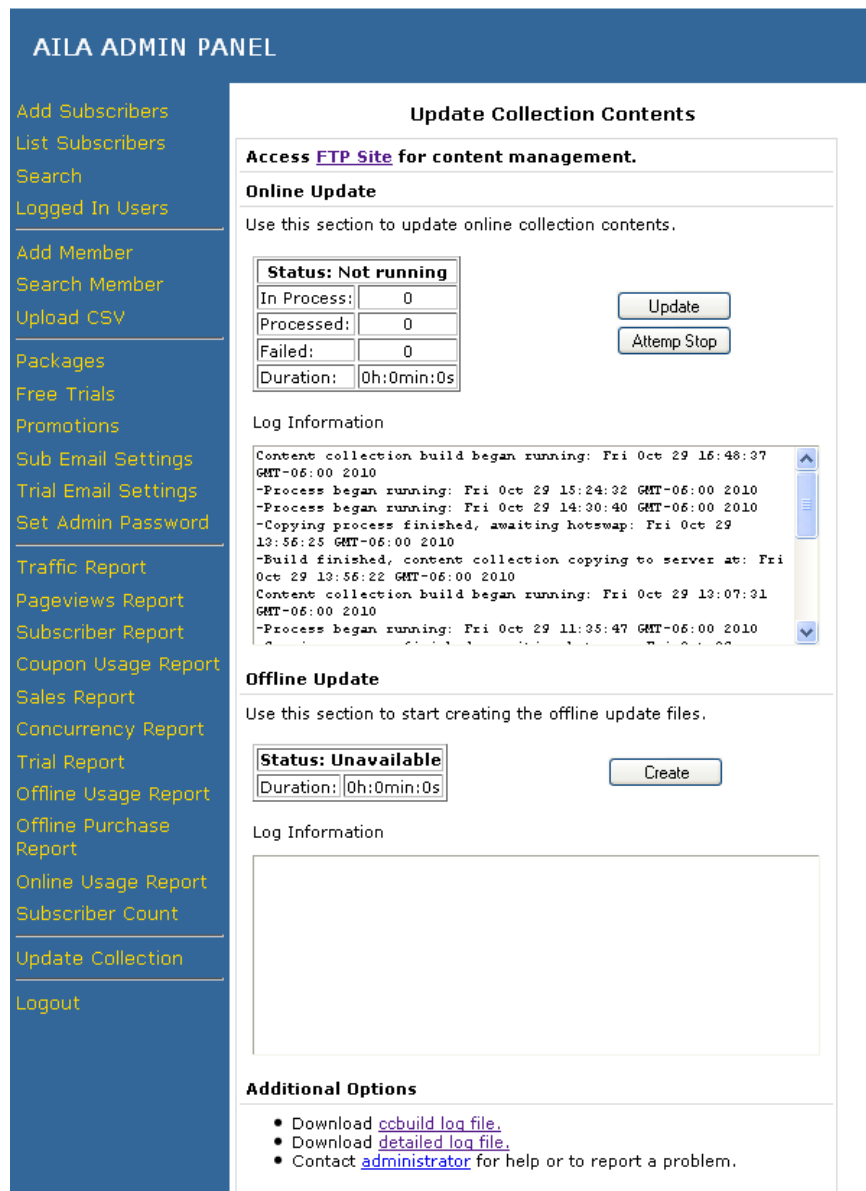 AILA ADMIN PANEL
Add Subscribers
List Subscribers
Search
Logged In Users
Add Member
Search Member
Upload CSV
Packages
Free Trials
Promotions
Sub Email Settings
Trial Email Settings
Set Admin Password
Traffic Report
Pageviews Report
Subscriber Report
Coupon Usage Report
Sales Report
Concurrency Report
Trial Report
Offline Usage Report
Offline Purchase
Report
Online Usage Report
Subscriber Count
Update Collection
Logout
Update Collection Contents
Access FTP Site for content management.
Online Update
Use this section to update online collection contents.
Status: Not running
In Process: 0
Processed: 0
Failed: 0
Duration: 0h:0min:0s
Update
Attemp Stop
Log Information
Content collection build began running: Fri Oct 29 16:48:37
GMT-06:00 2010
-Process began running: Fri Oct 29 15:24:32 GMT-06:00 2010
-Process began running: Fri Oct 29 14:30:40 GMT-06:00 2010
-Copying process finished, awaiting hotswap: Fri Oct 29
13:56:25 GMT-06:00 2010
-Build finished, content collection copying to server at: Fri
Oct 29 13:56:22 GMT-06:00 2010
Content collection build began running: Fri Oct 29 13:07:31
GMT-06:00 2010
-Process began running: Fri Oct 29 11:35:47 GMT-06:00 2010
Offline Update
Use this section to start creating the offline update files.
Status: Unavailable
Duration: 0h:0min:0s
Create
Log Information
Additional Options
• Download ccbuild log file.
• Download detailed log file.
• Contact administrator for help or to report a problem.